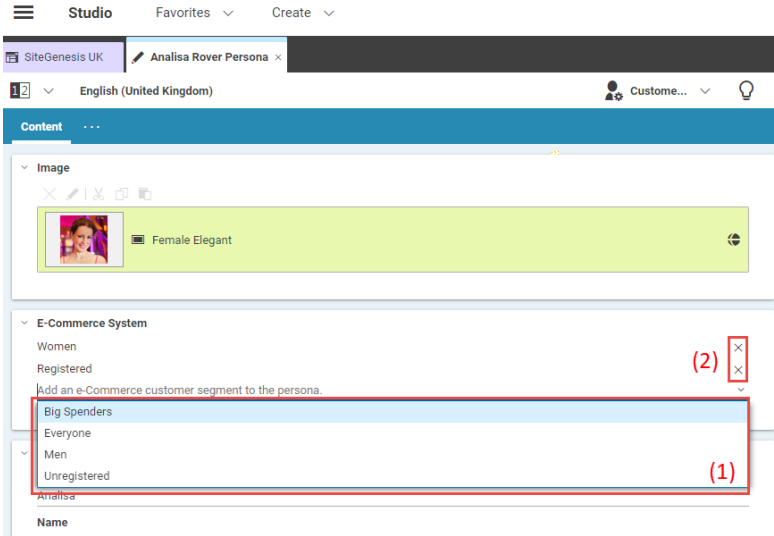 Studio Favorites Create
SiteGenesis UK Analisa Rover Persona ×
12 English (United Kingdom) Custome...
Content ...
Image
Female Elegant
E-Commerce System
Women
(2)
Registered
Add an e-Commerce customer segment to the persona.
Big Spenders
Everyone
Men
Unregistered
(1)
Analisa
Name